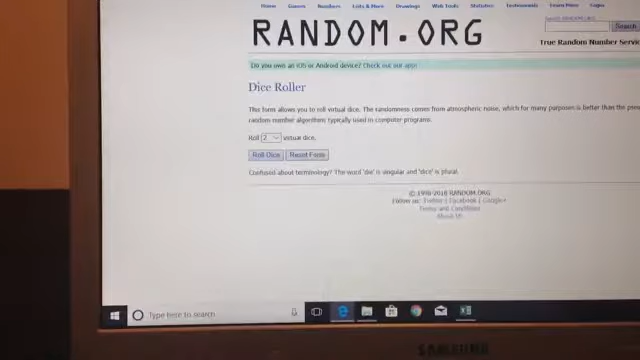 Home Games Numbers Lists & More Drawings Web Tools Statistics Testimonials Learn More Login
RANDOM.ORG
Search RANDOM.ORG
Search
True Random Number Servic
Do you own an iOS or Android device? Check out our app!
Dice Roller
This form allows you to roll virtual dice. The randomness comes from atmospheric noise, which for many purposes is better than the pseu
random number algorithms typically used in computer programs.
Roll 2 virtual dice.
Roll Dice Reset Form
Confused about terminology? The word 'die' is singular and 'dice' is plural.
© 1998-2018 RANDOM.ORG
Follow us: Twitter | Facebook | Google+
Terms and Conditions
About Us
Type here to search
SAMSUNG